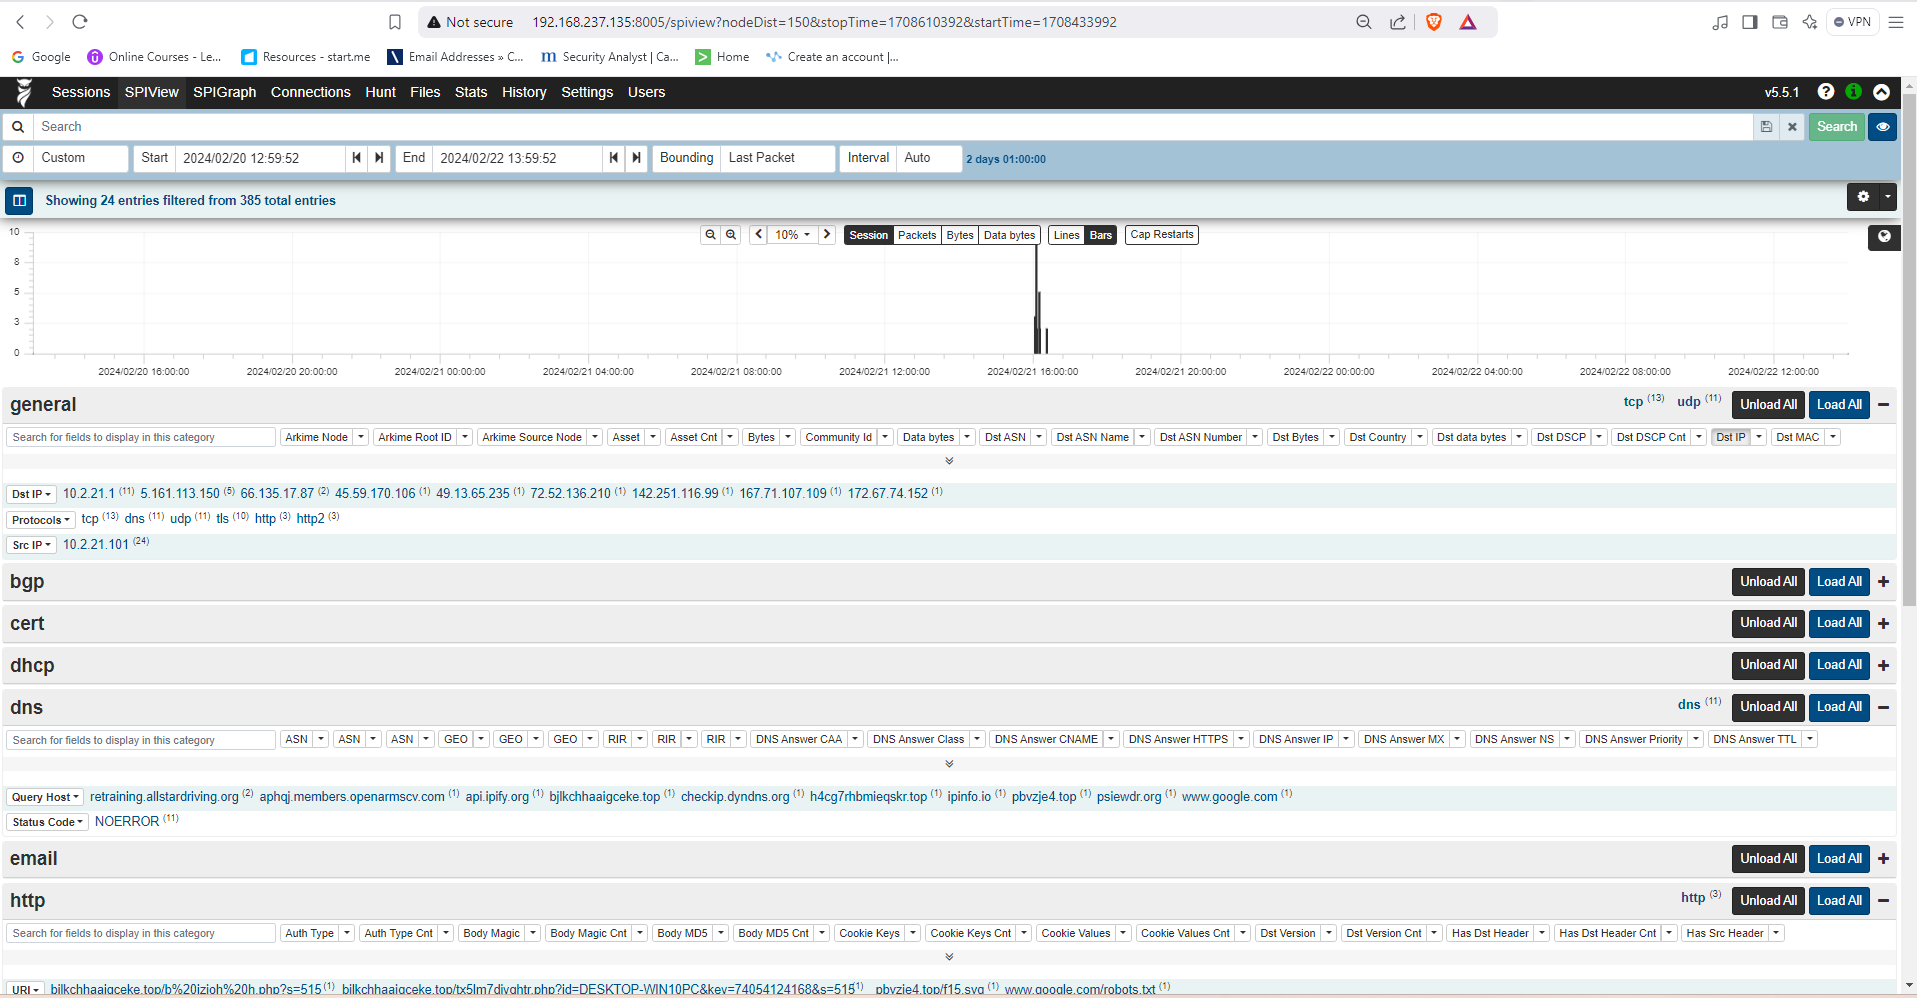 Not secure 192.168.237.135:8005/spiview?nodeDist=150&stopTime=1708610392&startTime=1708433992 VPN
Google Online Courses - Le... Resources - start.me Email Addresses » C... Security Analyst | Ca... Home Create an account |...
Sessions SPIView SPIGraph Connections Hunt Files Stats History Settings Users v5.5.1
Search Search
Custom Start 2024/02/20 12:59:52 End 2024/02/22 13:59:52 Bounding Last Packet Interval Auto 2 days 01:00:00
Showing 24 entries filtered from 385 total entries
10% Session Packets Bytes Data bytes Lines Bars Cap Restarts
10
8
5
3
0
2024/02/20 16:00:00 2024/02/20 20:00:00 2024/02/21 00:00:00 2024/02/21 04:00:00 2024/02/21 08:00:00 2024/02/21 12:00:00 2024/02/21 16:00:00 2024/02/21 20:00:00 2024/02/22 00:00:00 2024/02/22 04:00:00 2024/02/22 08:00:00 2024/02/22 12:00:00
general tcp (13) udp (11) Unload All Load All
Search for fields to display in this category Arkime Node Arkime Root ID Arkime Source Node Asset Asset Cnt Bytes Community Id Data bytes Dst ASN Dst ASN Name Dst ASN Number Dst Bytes Dst Country Dst data bytes Dst DSCP Dst DSCP Cnt Dst IP Dst MAC
Dst IP 10.2.21.1 (11) 5.161.113.150 (5) 66.135.17.87 (2) 45.59.170.106 (1) 49.13.65.235 (1) 72.52.136.210 (1) 142.251.116.99 (1) 167.71.107.109 (1) 172.67.74.152 (1)
Protocols tcp (13) dns (11) udp (11) tls (10) http (3) http2 (3)
Src IP 10.2.21.101 (24)
bgp Unload All Load All
cert Unload All Load All
dhcp Unload All Load All
dns dns (11) Unload All Load All
Search for fields to display in this category ASN ASN ASN GEO GEO GEO RIR RIR RIR DNS Answer CAA DNS Answer Class DNS Answer CNAME DNS Answer HTTPS DNS Answer IP DNS Answer MX DNS Answer NS DNS Answer Priority DNS Answer TTL
Query Host retraining.allstardriving.org (2) aphqj.members.openarmscv.com (1) api.ipify.org (1) bjlkchhaaigceke.top (1) checkip.dyndns.org (1) h4cg7rhbmieqskr.top (1) ipinfo.io (1) pbvzje4.top (1) psiewdr.org (1) www.google.com (1)
Status Code NOERROR (11)
email Unload All Load All
http http (3) Unload All Load All
Search for fields to display in this category Auth Type Auth Type Cnt Body Magic Body Magic Cnt Body MD5 Body MD5 Cnt Cookie Keys Cookie Keys Cnt Cookie Values Cookie Values Cnt Dst Version Dst Version Cnt Has Dst Header Has Dst Header Cnt Has Src Header
URI (1) (1) pbvzje4.top/f15.svg (1) www.google.com/robots.txt (1)